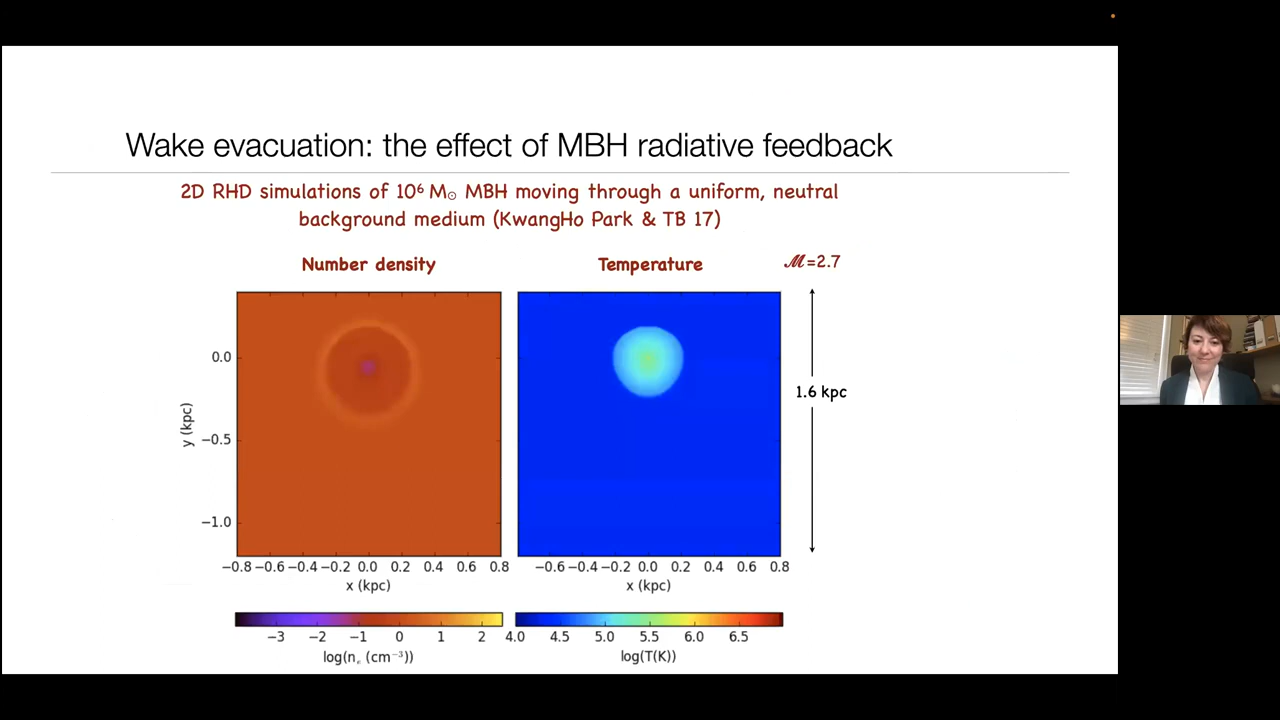 Wake evacuation: the effect of MBH radiative feedback
2D RHD simulations of 10⁶ M☉ MBH moving through a uniform, neutral
background medium (KwangHo Park & TB 17)
Number density
Temperature
ℳ=2.7
0.0
−0.5
−1.0
y (kpc)
−0.8 −0.6 −0.4 −0.2 0.0 0.2 0.4 0.6 0.8
x (kpc)
−0.6 −0.4 −0.2 0.0 0.2 0.4 0.6 0.8
x (kpc)
1.6 kpc
−3 −2 −1 0 1 2
log(nₑ (cm⁻³))
4.0 4.5 5.0 5.5 6.0 6.5
log(T(K))